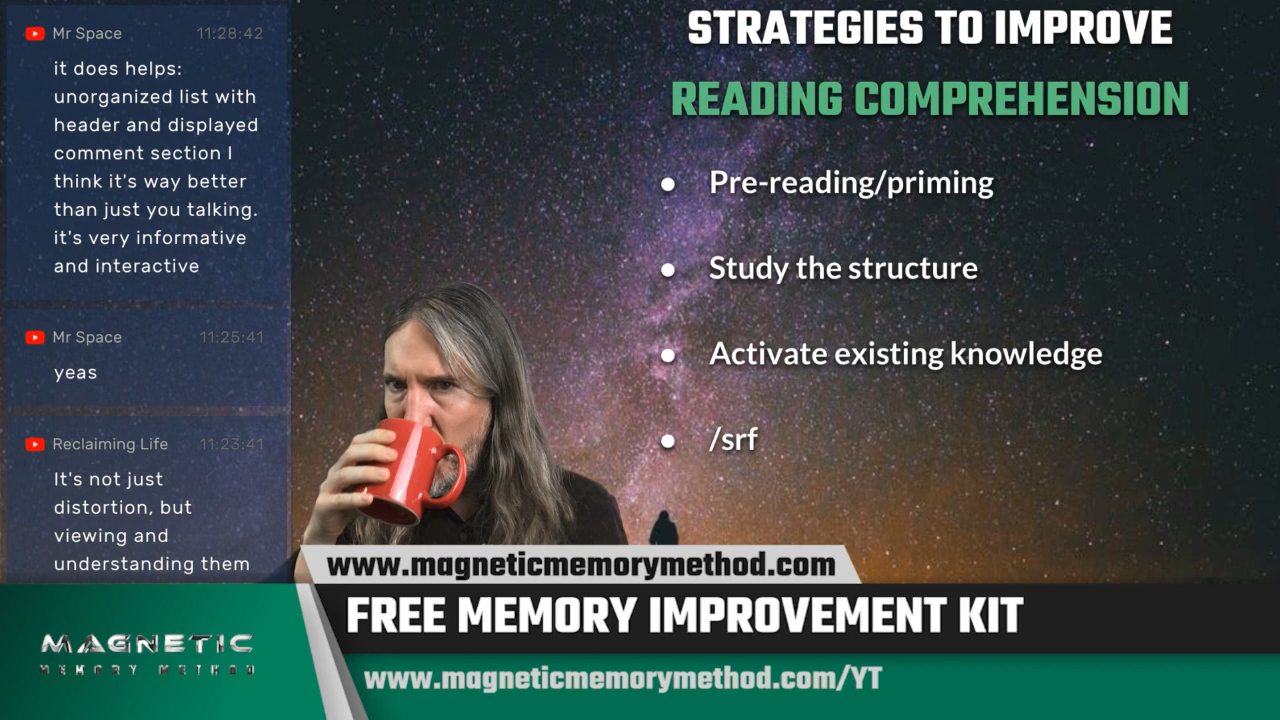 Mr Space 11:28:42
it does helps:
unorganized list with
header and displayed
comment section I
think it's way better
than just you talking.
it's very informative
and interactive
Mr Space 11:25:41
yeas
Reclaiming Life 11:23:41
It's not just
distortion, but
viewing and
understanding them
STRATEGIES TO IMPROVE
READING COMPREHENSION
• Pre-reading/priming
• Study the structure
• Activate existing knowledge
• /srf
www.magneticmemorymethod.com
FREE MEMORY IMPROVEMENT KIT
www.magneticmemorymethod.com/YT
MAGNETIC
MEMORY METHOD